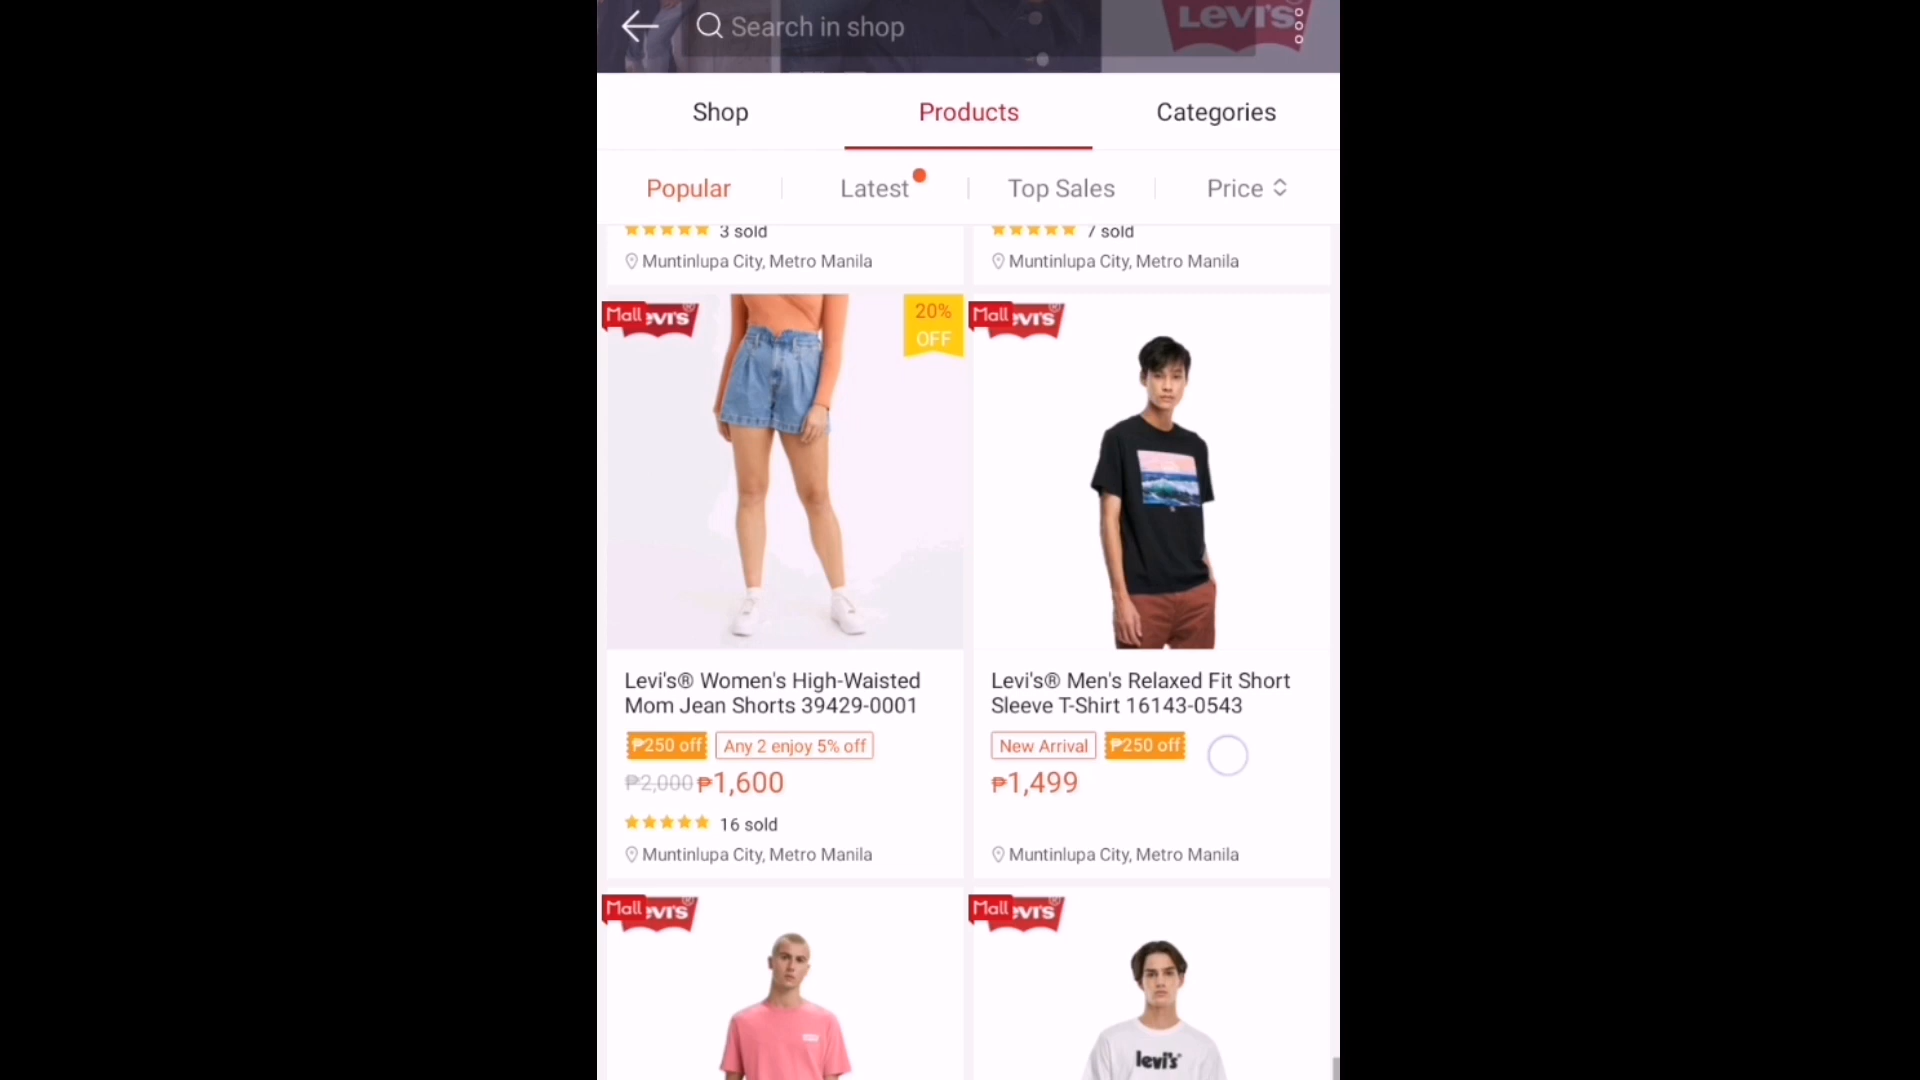 Search in shop
Levi's
Shop
Products
Categories
Popular
Latest
Top Sales
Price
3 sold
7 sold
Muntinlupa City, Metro Manila
Muntinlupa City, Metro Manila
Mall
20%
OFF
Mall
Levi's® Women's High-Waisted
Mom Jean Shorts 39429-0001
₱250 off
Any 2 enjoy 5% off
₱2,000 ₱1,600
16 sold
Muntinlupa City, Metro Manila
Levi's® Men's Relaxed Fit Short
Sleeve T-Shirt 16143-0543
New Arrival
₱250 off
₱1,499
Muntinlupa City, Metro Manila
Mall
Mall
levi's